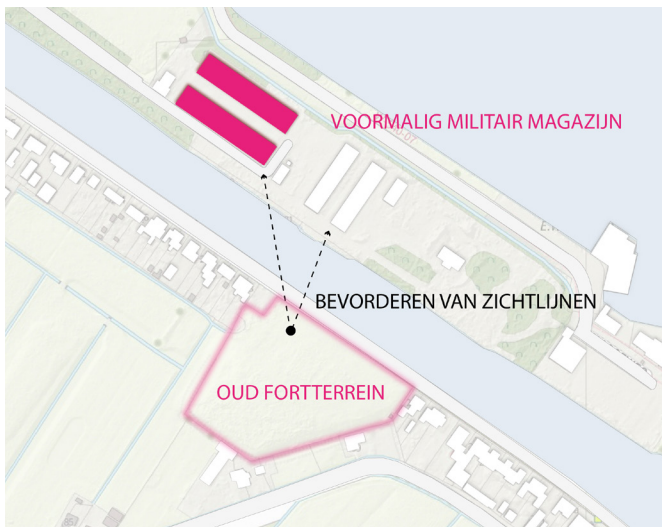 VOORMALIG MILITAIR MAGAZIJN
BEVORDEREN VAN ZICHTLIJNEN
OUD FORTTERREIN